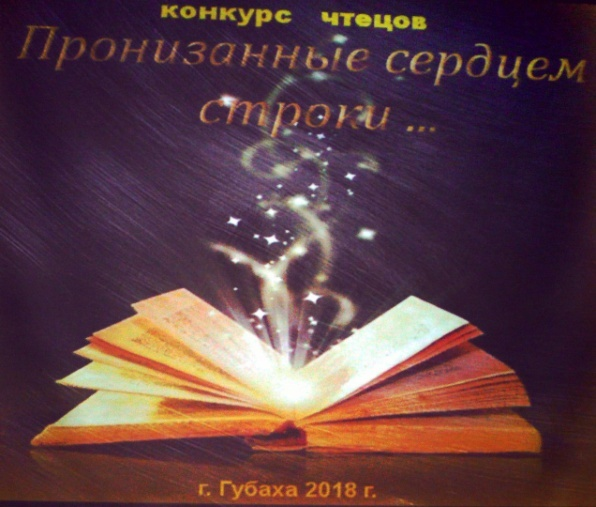 конкурс чтецов
Пронизанные сердцем
строки ...
г. Губаха 2018 г.